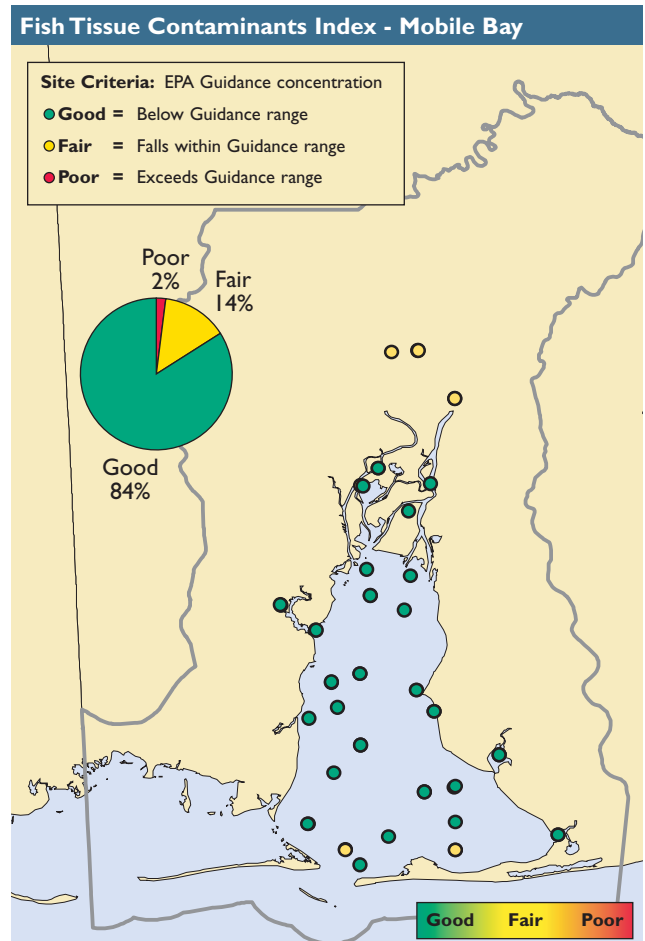 Fish Tissue Contaminants Index - Mobile Bay
Site Criteria: EPA Guidance concentration
Good = Below Guidance range
Fair = Falls within Guidance range
Poor = Exceeds Guidance range
Poor
2%
Fair
14%
Good
84%
Good Fair Poor